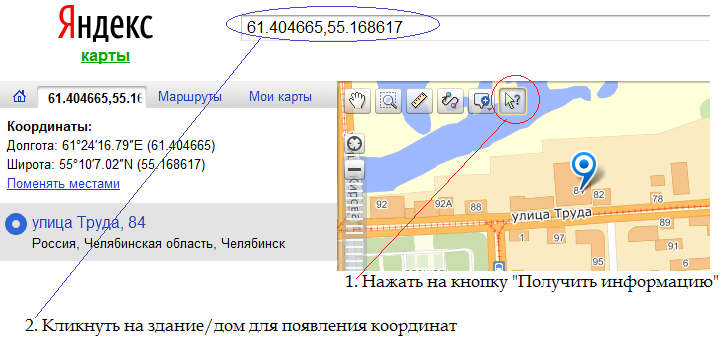 Яндекс
карты
61.404665,55.168617
61.404665,55.16
Маршруты
Мои карты
Координаты:
Долгота: 61°24′16.79″E (61.404665)
Широта: 55°10′7.02″N (55.168617)
Поменять местами
улица Труда, 84
Россия, Челябинская область, Челябинск
92
92А
88
84
82
78
улица Труда
1
97
91
89
1. Нажать на кнопку "Получить информацию"
2. Кликнуть на здание/дом для появления координат